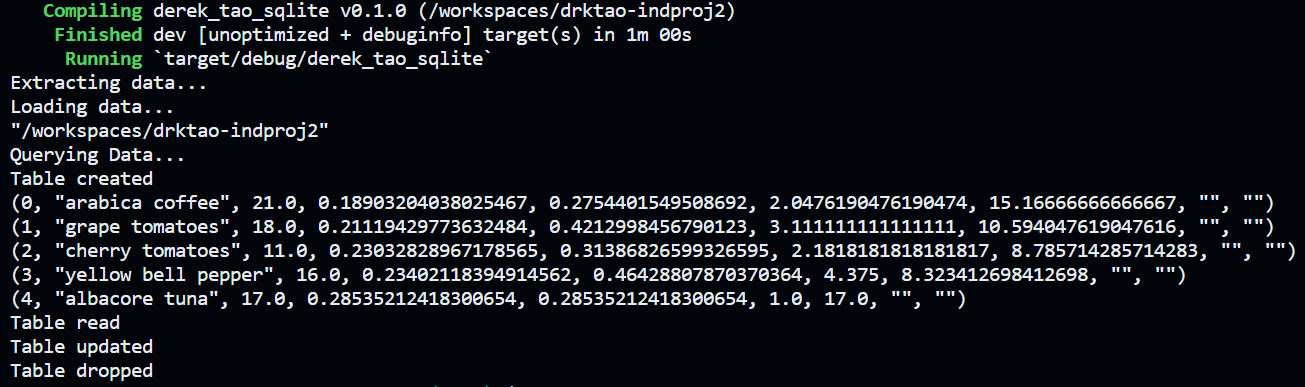 Compiling derek_tao_sqlite v0.1.0 (/workspaces/drktao-indproj2)
Finished dev [unoptimized + debuginfo] target(s) in 1m 00s
Running `target/debug/derek_tao_sqlite`
Extracting data...
Loading data...
"/workspaces/drktao-indproj2"
Querying Data...
Table created
(0, "arabica coffee", 21.0, 0.18903204038025467, 0.2754401549508692, 2.0476190476190474, 15.16666666666667, "", "")
(1, "grape tomatoes", 18.0, 0.21119429773632484, 0.4212998456790123, 3.111111111111111, 10.594047619047616, "", "")
(2, "cherry tomatoes", 11.0, 0.23032828967178565, 0.31386826599326595, 2.1818181818181817, 8.785714285714283, "", "")
(3, "yellow bell pepper", 16.0, 0.23402118394914562, 0.46428807870370364, 4.375, 8.323412698412698, "", "")
(4, "albacore tuna", 17.0, 0.28535212418300654, 0.28535212418300654, 1.0, 17.0, "", "")
Table read
Table updated
Table dropped